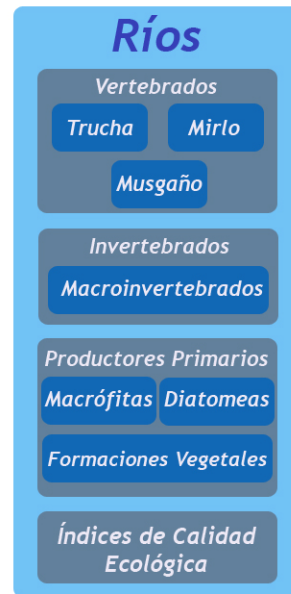 Ríos
Vertebrados
Trucha
Mirlo
Musgaño
Invertebrados
Macroinvertebrados
Productores Primarios
Macrófitas
Diatomeas
Formaciones Vegetales
Índices de Calidad
Ecológica